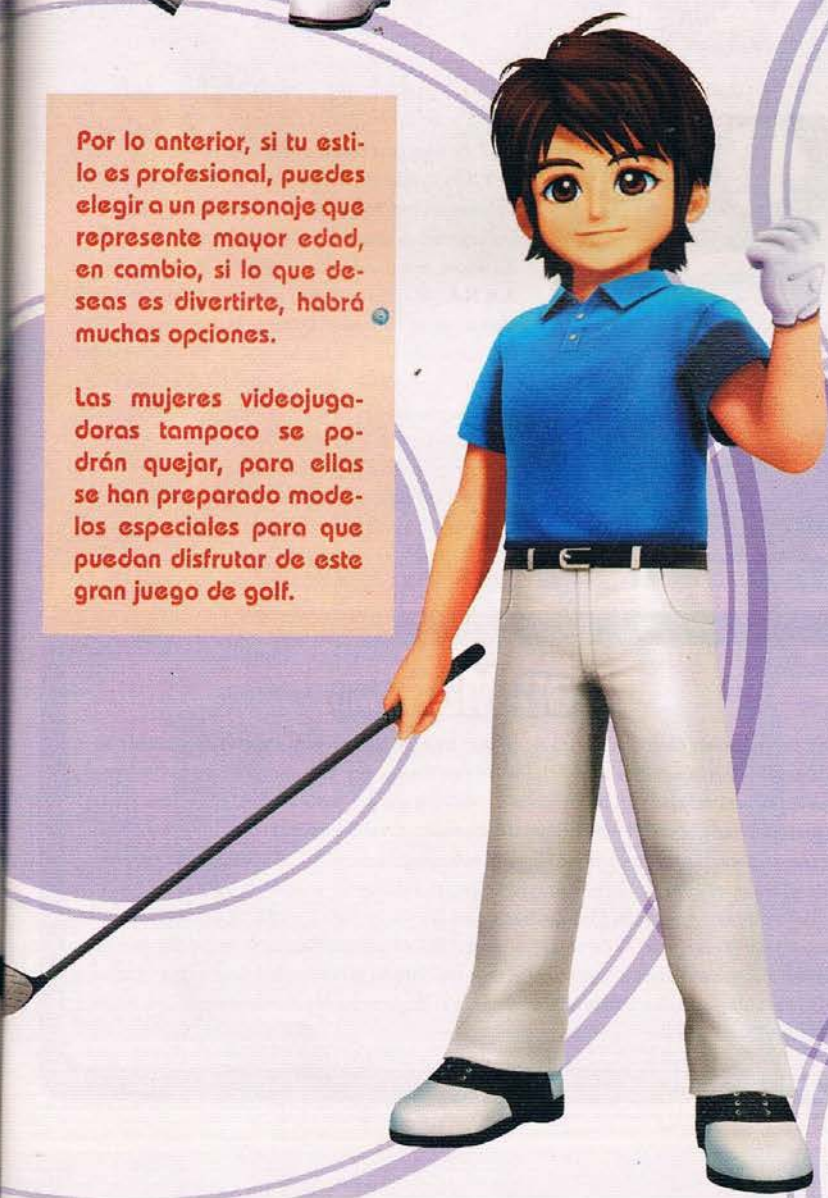 Por lo anterior, si tu esti-
lo es profesional, puedes
elegir a un personaje que
represente mayor edad,
en cambio, si lo que de-
seas es divertirte, habrá
muchas opciones.
Las mujeres videojuga-
doras tampoco se po-
drán quejar, para ellas
se han preparado mode-
los especiales para que
puedan disfrutar de este
gran juego de golf.